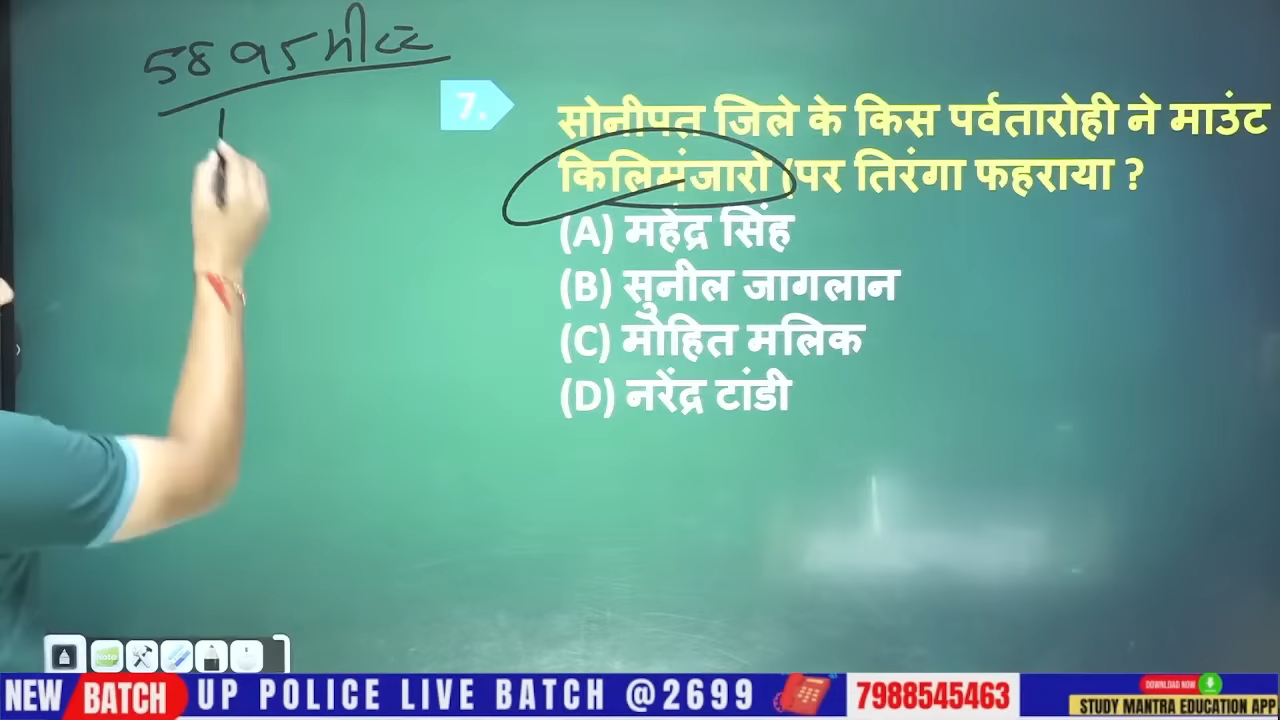 5895 मीटर
7.
सोनीपत जिले के किस पर्वतारोही ने माउंट
किलिमंजारो (पर तिरंगा फहराया ?
(A) महेंद्र सिंह
(B) सुनील जागलान
(C) मोहित मलिक
(D) नरेंद्र टांडी
NEW BATCH UP POLICE LIVE BATCH @2699 7988545463
DOWNLOAD NOW
STUDY MANTRA EDUCATION APP